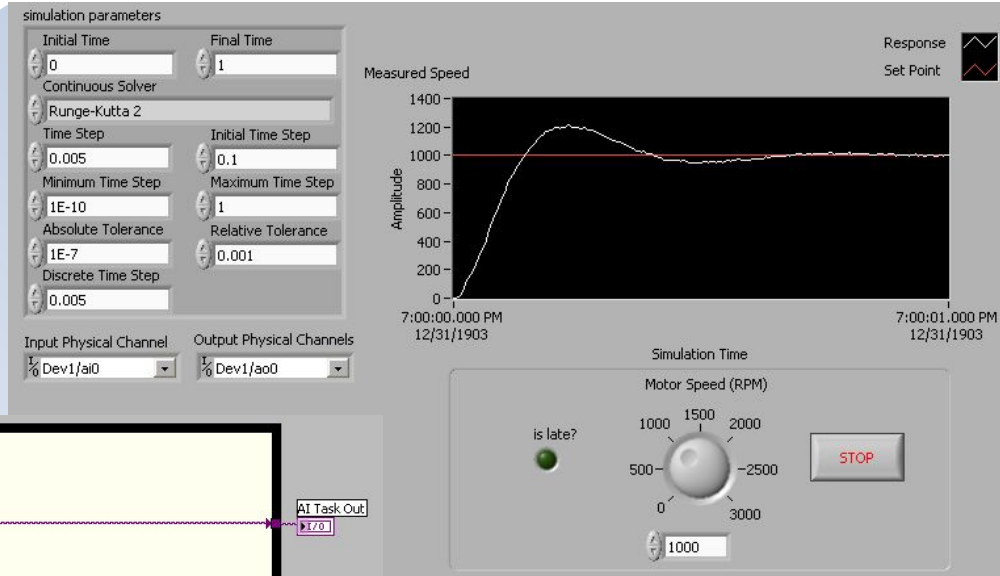 simulation parameters
Initial Time
Final Time
0
1
Continuous Solver
Runge-Kutta 2
Time Step
Initial Time Step
0.005
0.1
Minimum Time Step
Maximum Time Step
1E-10
1
Absolute Tolerance
Relative Tolerance
1E-7
0.001
Discrete Time Step
0.005
Input Physical Channel
Output Physical Channels
I/0 Dev1/ai0
I/0 Dev1/ao0
Response
Set Point
Measured Speed
Amplitude
1400
1200
1000
800
600
400
200
0
7:00:00.000 PM
12/31/1903
7:00:01.000 PM
12/31/1903
Simulation Time
Motor Speed (RPM)
is late?
0
500
1000
1500
2000
2500
3000
1000
STOP
AI Task Out
I/0